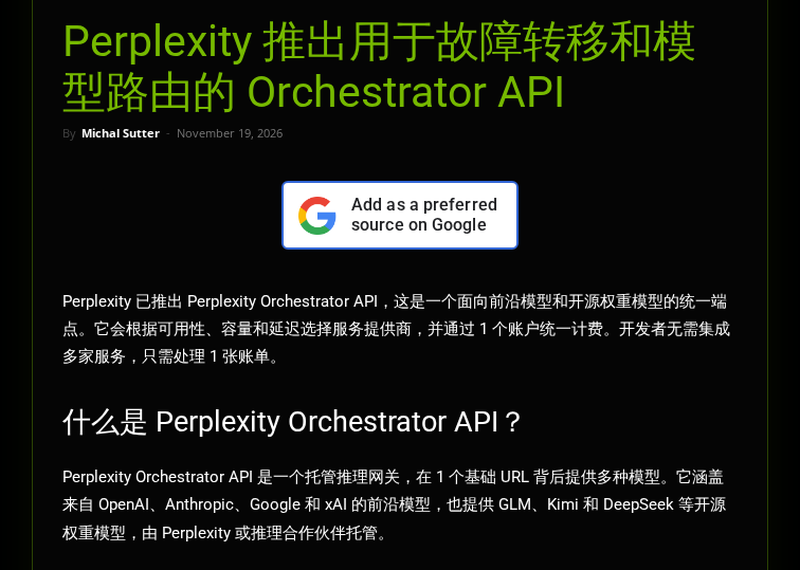 Perplexity 推出用于故障转移和模
型路由的 Orchestrator API
By Michal Sutter - November 19, 2026
Add as a preferred
source on Google
Perplexity 已推出 Perplexity Orchestrator API，这是一个面向前沿模型和开源权重模型的统一端
点。它会根据可用性、容量和延迟选择服务提供商，并通过 1 个账户统一计费。开发者无需集成
多家服务，只需处理 1 张账单。
什么是 Perplexity Orchestrator API？
Perplexity Orchestrator API 是一个托管推理网关，在 1 个基础 URL 背后提供多种模型。它涵盖
来自 OpenAI、Anthropic、Google 和 xAI 的前沿模型，也提供 GLM、Kimi 和 DeepSeek 等开源
权重模型，由 Perplexity 或推理合作伙伴托管。